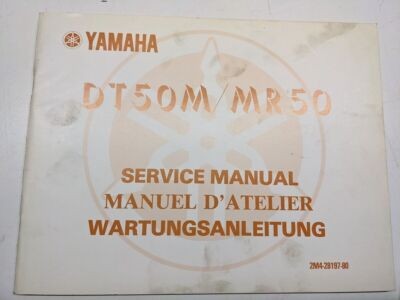 YAMAHA
DT50M/MR50
SERVICE MANUAL
MANUEL D'ATELIER
WARTUNGSANLEITUNG
2M4-28197-80